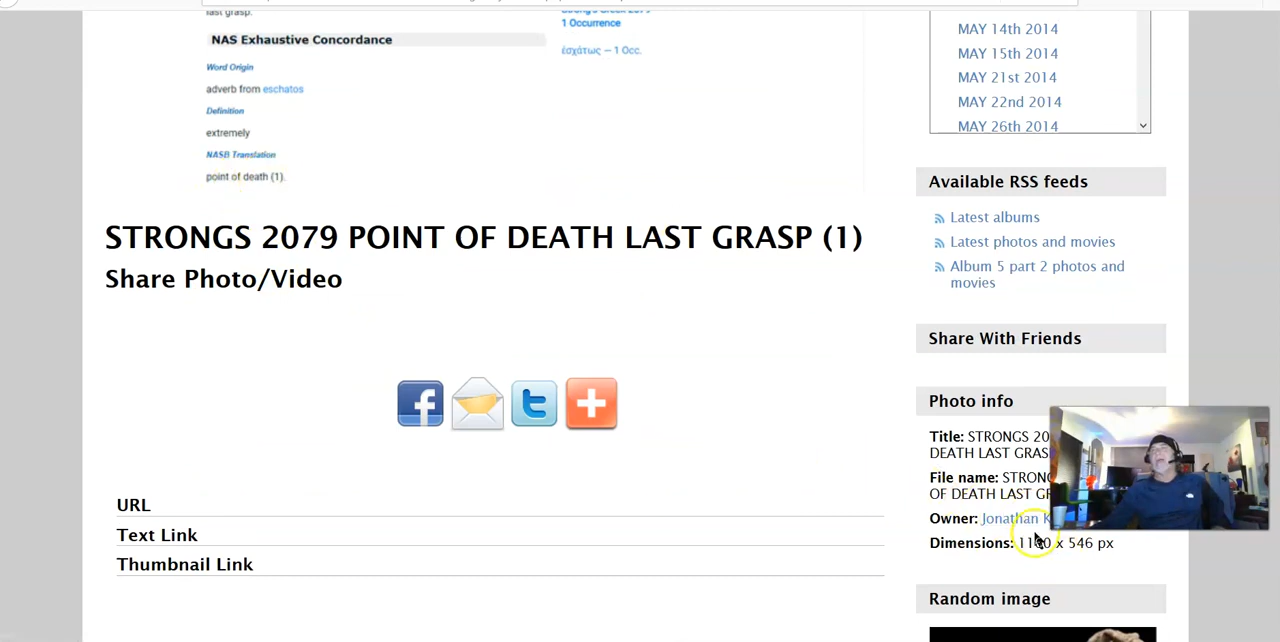 last grasp.
NAS Exhaustive Concordance
Word Origin
adverb from eschatos
Definition
extremely
NASB Translation
point of death (1).
1 Occurrence
ἐσχάτως — 1 Occ.
STRONGS 2079 POINT OF DEATH LAST GRASP (1)
Share Photo/Video
URL
Text Link
Thumbnail Link
MAY 14th 2014
MAY 15th 2014
MAY 21st 2014
MAY 22nd 2014
MAY 26th 2014
Available RSS feeds
Latest albums
Latest photos and movies
Album 5 part 2 photos and
movies
Share With Friends
Photo info
Title: STRONGS 20
DEATH LAST GRAS
File name: STRONG
OF DEATH LAST GR
Owner: Jonathan K
Dimensions: x 546 px
Random image